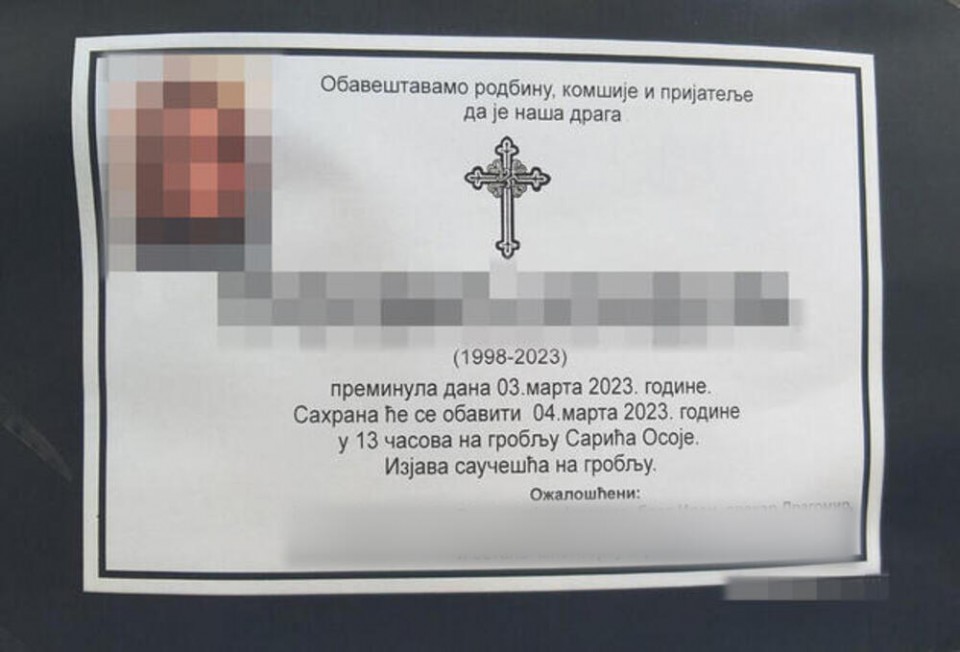 Обавештавамо родбину, комшије и пријатеље
да је наша драга
(1998-2023)
преминула дана 03.марта 2023. године.
Сахрана ће се обавити 04.марта 2023. године
у 13 часова на гробљу Сарића Осоје.
Изјава саучешћа на гробљу.
Ожалошћени: